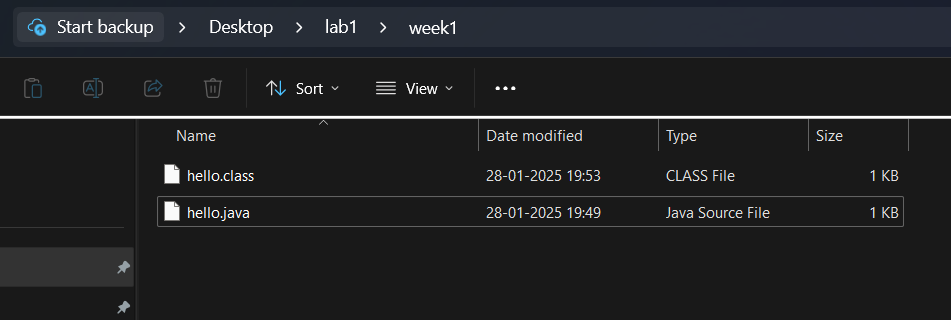 Start backup > Desktop > lab1 > week1
Sort View
Name Date modified Type Size
hello.class 28-01-2025 19:53 CLASS File 1 KB
hello.java 28-01-2025 19:49 Java Source File 1 KB